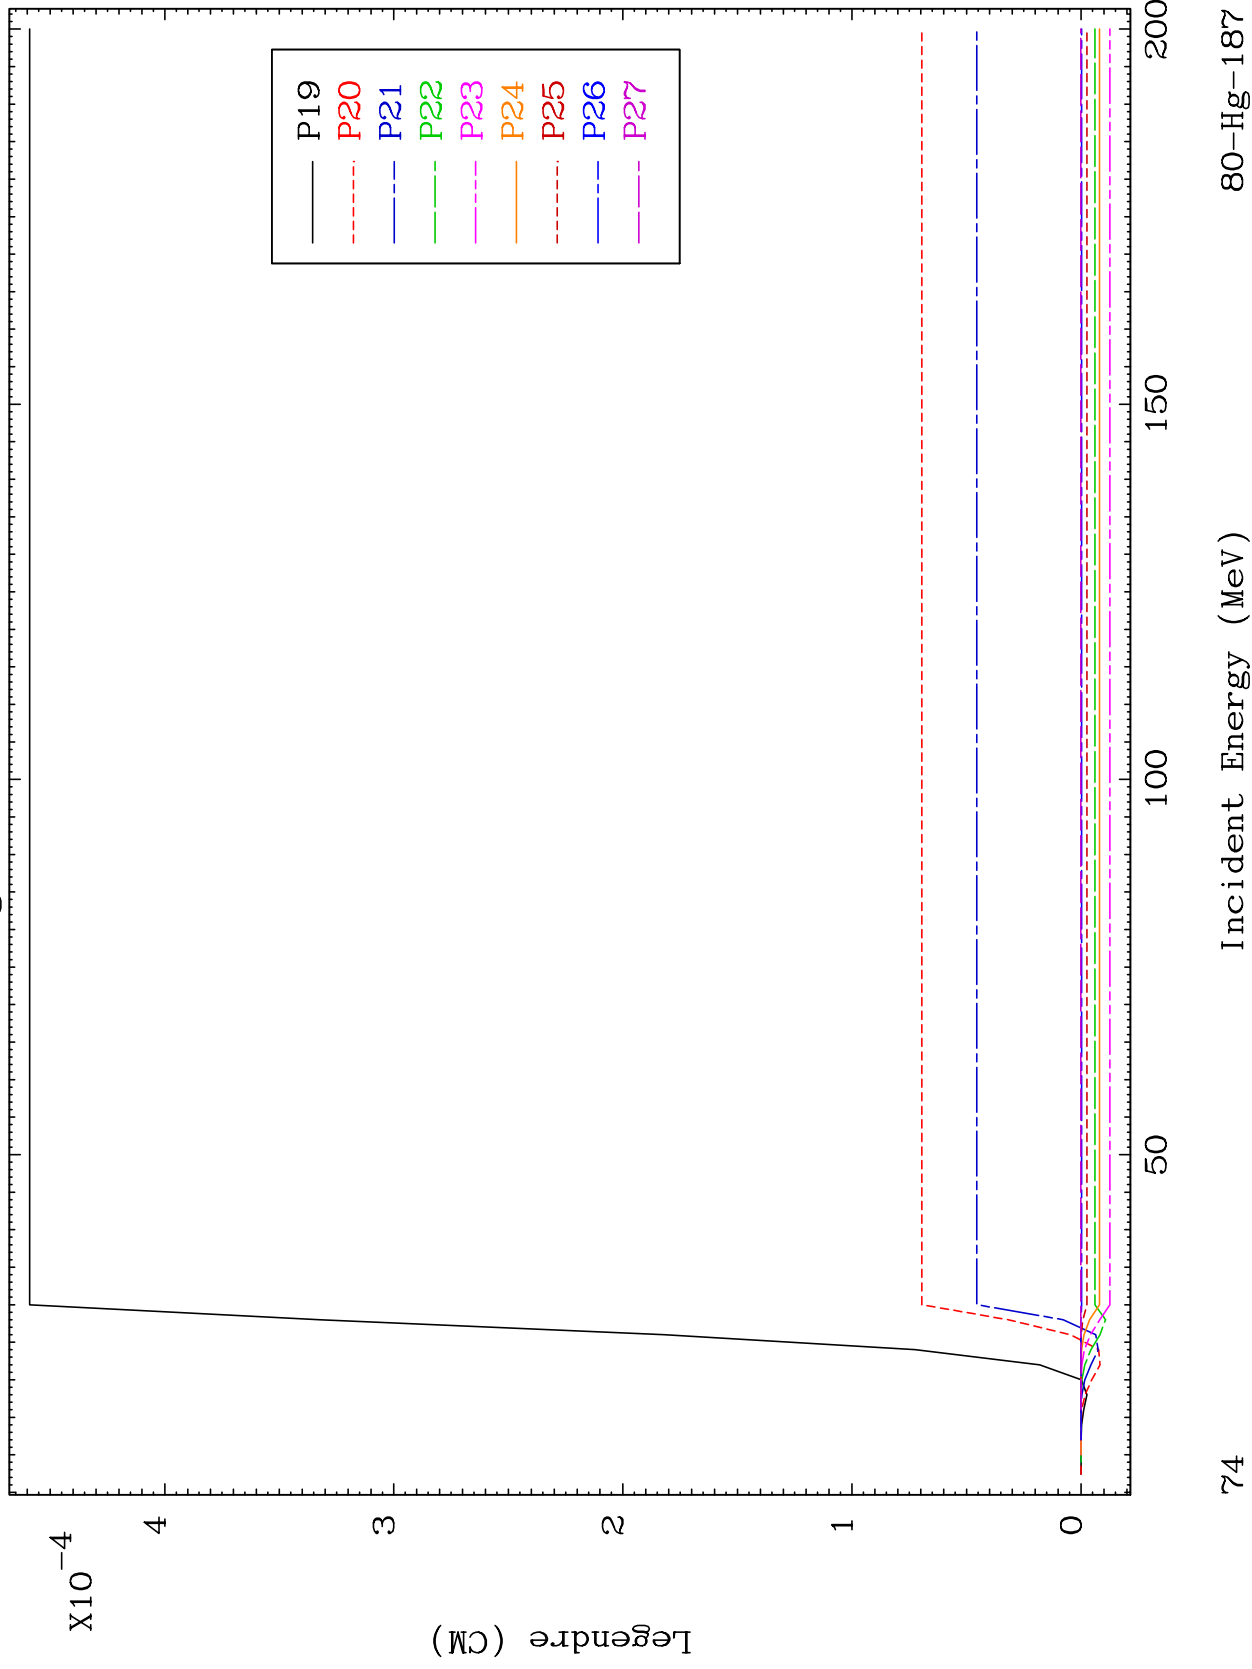 X10-4
4
3
2
1
0
Legendre (CM)
P19
P20
P21
P22
P23
P24
P25
P26
P27
50
100
150
200
Incident Energy (MeV)
74
80-Hg-187